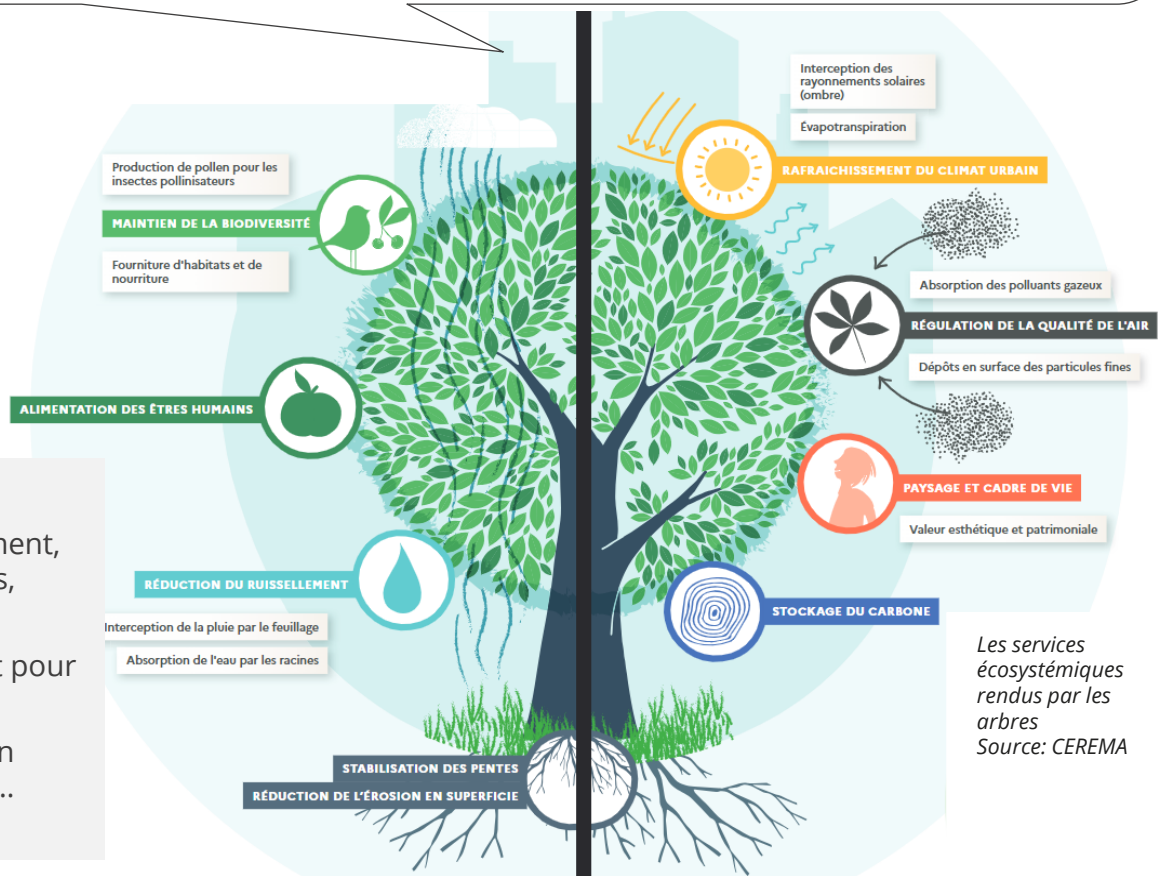 Production de pollen pour les
insectes pollinisateurs
MAINTIEN DE LA BIODIVERSITÉ
Fourniture d'habitats et de
nourriture
ALIMENTATION DES ÊTRES HUMAINS
RÉDUCTION DU RUISSELLEMENT
Interception de la pluie par le feuillage
Absorption de l'eau par les racines
STABILISATION DES PENTES
RÉDUCTION DE L'ÉROSION EN SUPERFICIE
Interception des
rayonnements solaires
(ombre)
Évapotranspiration
RAFRAICHISSEMENT DU CLIMAT URBAIN
Absorption des polluants gazeux
RÉGULATION DE LA QUALITÉ DE L'AIR
Dépôts en surface des particules fines
PAYSAGE ET CADRE DE VIE
Valeur esthétique et patrimoniale
STOCKAGE DU CARBONE
Les services
écosystémiques
rendus par les
arbres
Source: CEREMA
pour